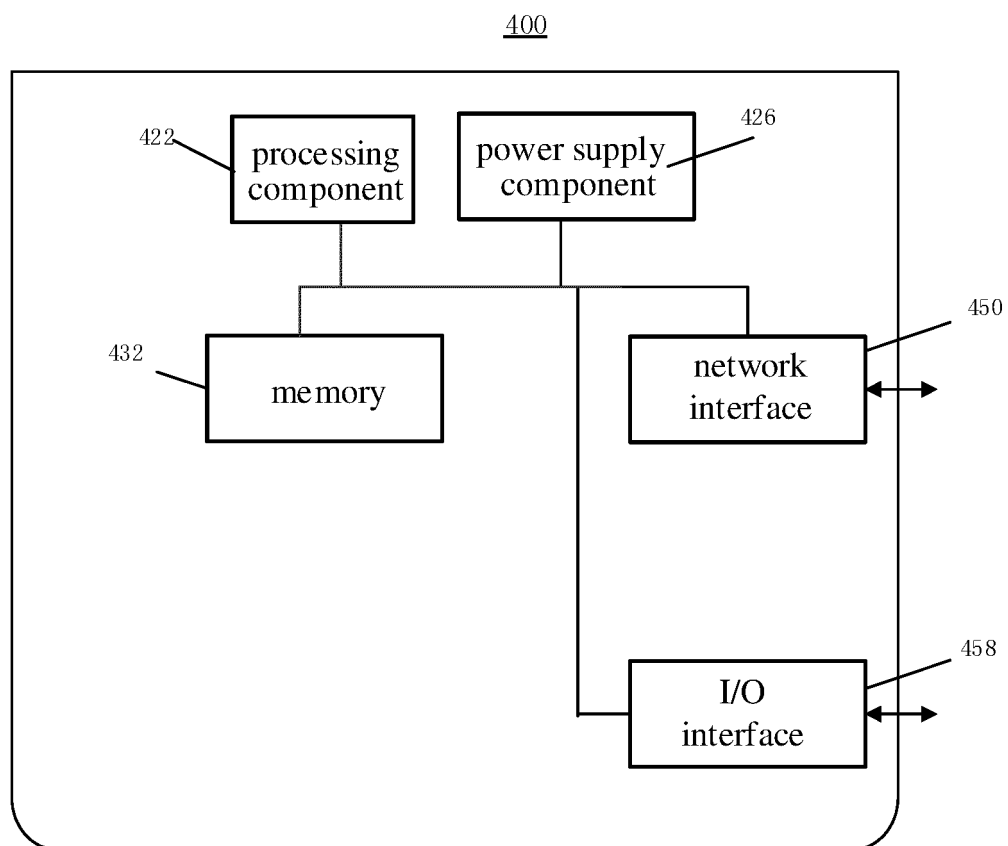 400
422
processing
component
power supply
component
426
432
memory
network
interface
450
I/O
interface
458